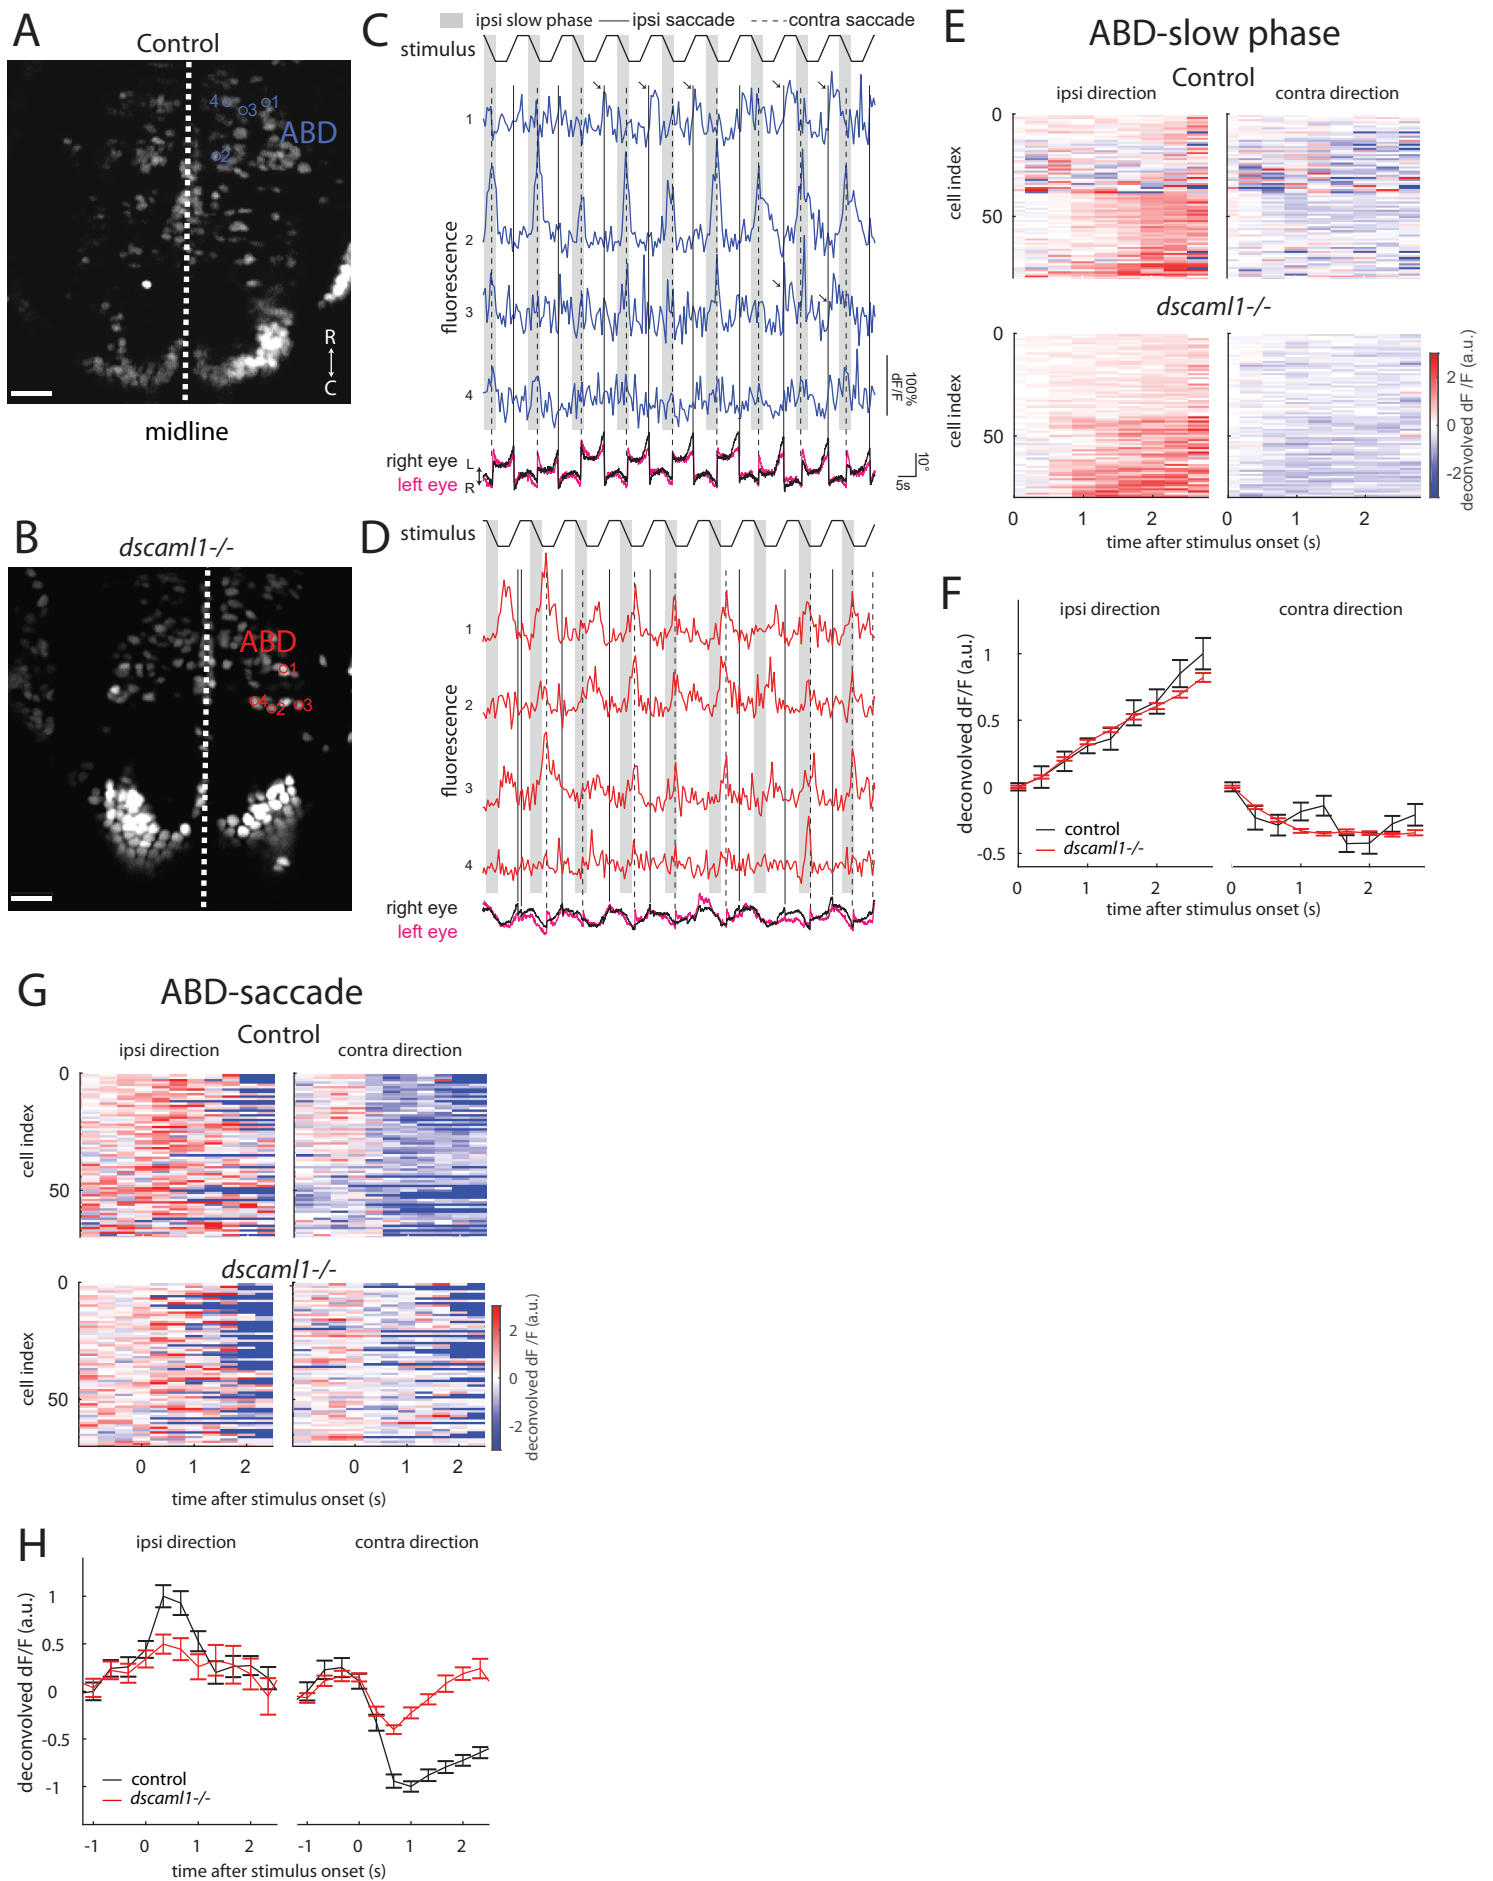 A
Control
4
3
1
ABD
2
R
C
midline
B
dscaml1-/-
ABD
1
4
2
3
C
ipsi slow phase
ipsi saccade
contra saccade
stimulus
fluorescence
1
2
3
4
100%
dF/F
right eye
left eye
L
R
10°
5s
D
stimulus
fluorescence
1
2
3
4
right eye
left eye
E
ABD-slow phase
Control
ipsi direction
contra direction
cell index
0
50
dscaml1-/-
cell index
0
50
0
1
2
0
1
2
time after stimulus onset (s)
2
0
-2
deconvolved dF /F (a.u.)
F
ipsi direction
contra direction
deconvolved dF/F (a.u.)
1
0.5
0
-0.5
control
dscaml1-/-
0
1
2
0
1
2
time after stimulus onset (s)
G
ABD-saccade
Control
ipsi direction
contra direction
cell index
0
50
dscaml1-/-
cell index
0
50
0
1
2
0
1
2
time after stimulus onset (s)
2
0
-2
deconvolved dF /F (a.u.)
H
ipsi direction
contra direction
deconvolved dF/F (a.u.)
1
0.5
0
-0.5
-1
control
dscaml1-/-
-1
0
1
2
-1
0
1
2
time after stimulus onset (s)